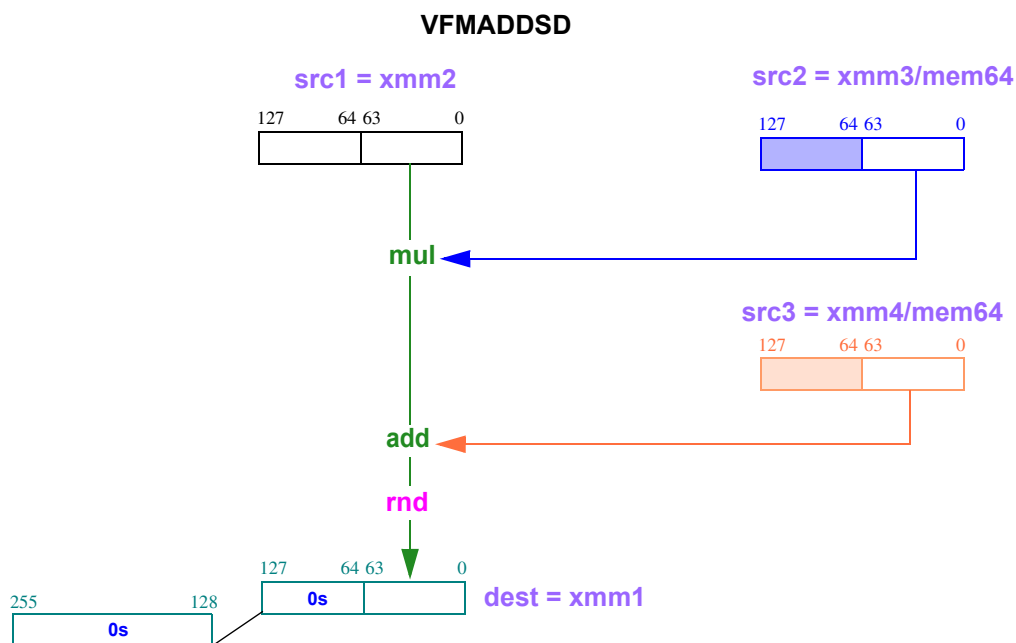 VFMADDSD
src1 = xmm2
src2 = xmm3/mem64
127 64 63 0
127 64 63 0
mul
src3 = xmm4/mem64
127 64 63 0
add
rnd
127 64 63 0
0s
dest = xmm1
255 128
0s